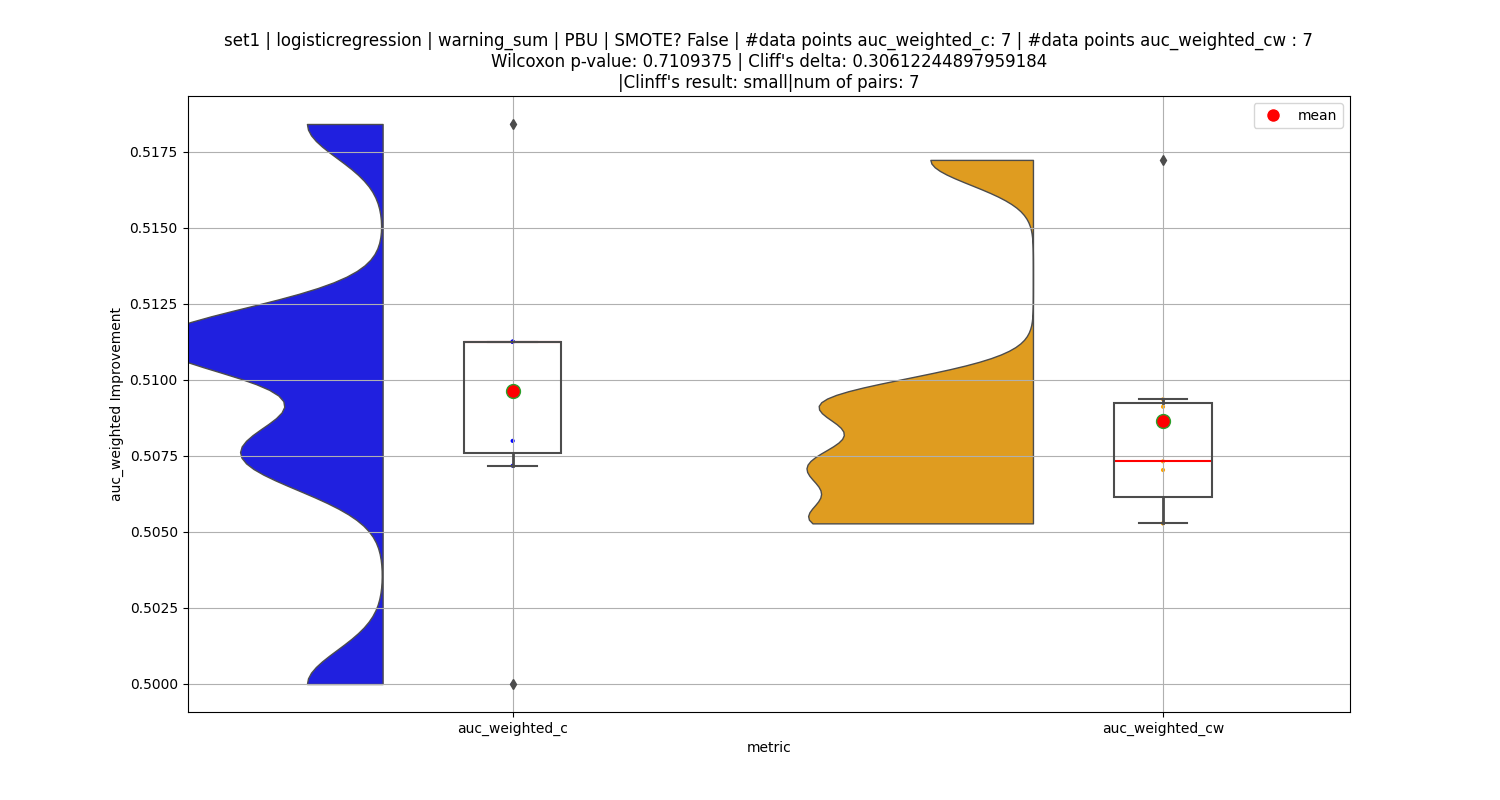 set1 | logisticregression | warning_sum | PBU | SMOTE? False | #data points auc_weighted_c: 7 | #data points auc_weighted_cw : 7
Wilcoxon p-value: 0.7109375 | Cliff's delta: 0.30612244897959184
|Clinff's result: small|num of pairs: 7
mean
0.5175
0.5150
0.5125
0.5100
0.5075
0.5050
0.5025
0.5000
auc_weighted Improvement
auc_weighted_c
auc_weighted_cw
metric